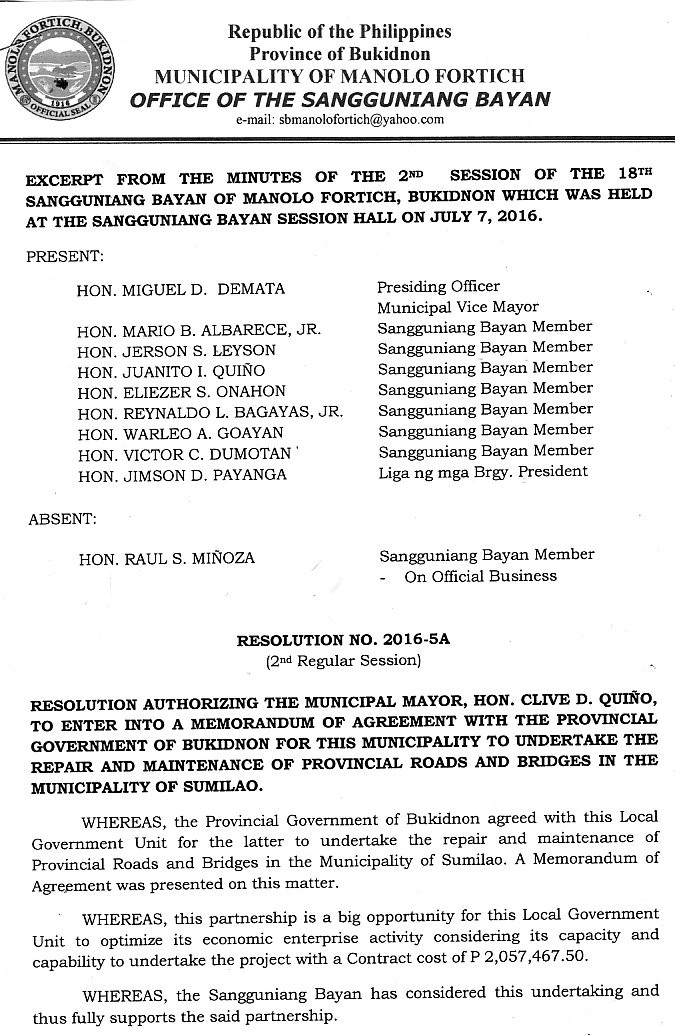 MANOLO FORTICH, BUKIDNON
1914
OFFICIAL SEAL
Republic of the Philippines
Province of Bukidnon
MUNICIPALITY OF MANOLO FORTICH
OFFICE OF THE SANGGUNIANG BAYAN
e-mail: sbmanolofortich@yahoo.com
EXCERPT FROM THE MINUTES OF THE 2ND SESSION OF THE 18TH
SANGGUNIANG BAYAN OF MANOLO FORTICH, BUKIDNON WHICH WAS HELD
AT THE SANGGUNIANG BAYAN SESSION HALL ON JULY 7, 2016.
PRESENT:
HON. MIGUEL D. DEMATA Presiding Officer
Municipal Vice Mayor
HON. MARIO B. ALBARECE, JR. Sangguniang Bayan Member
HON. JERSON S. LEYSON Sangguniang Bayan Member
HON. JUANITO I. QUIÑO Sangguniang Bayan Member
HON. ELIEZER S. ONAHON Sangguniang Bayan Member
HON. REYNALDO L. BAGAYAS, JR. Sangguniang Bayan Member
HON. WARLEO A. GOAYAN Sangguniang Bayan Member
HON. VICTOR C. DUMOTAN Sangguniang Bayan Member
HON. JIMSON D. PAYANGA Liga ng mga Brgy. President
ABSENT:
HON. RAUL S. MIÑOZA Sangguniang Bayan Member
- On Official Business
RESOLUTION NO. 2016-5A
(2nd Regular Session)
RESOLUTION AUTHORIZING THE MUNICIPAL MAYOR, HON. CLIVE D. QUIÑO,
TO ENTER INTO A MEMORANDUM OF AGREEMENT WITH THE PROVINCIAL
GOVERNMENT OF BUKIDNON FOR THIS MUNICIPALITY TO UNDERTAKE THE
REPAIR AND MAINTENANCE OF PROVINCIAL ROADS AND BRIDGES IN THE
MUNICIPALITY OF SUMILAO.
WHEREAS, the Provincial Government of Bukidnon agreed with this Local
Government Unit for the latter to undertake the repair and maintenance of
Provincial Roads and Bridges in the Municipality of Sumilao. A Memorandum of
Agreement was presented on this matter.
WHEREAS, this partnership is a big opportunity for this Local Government
Unit to optimize its economic enterprise activity considering its capacity and
capability to undertake the project with a Contract cost of P 2,057,467.50.
WHEREAS, the Sangguniang Bayan has considered this undertaking and
thus fully supports the said partnership.